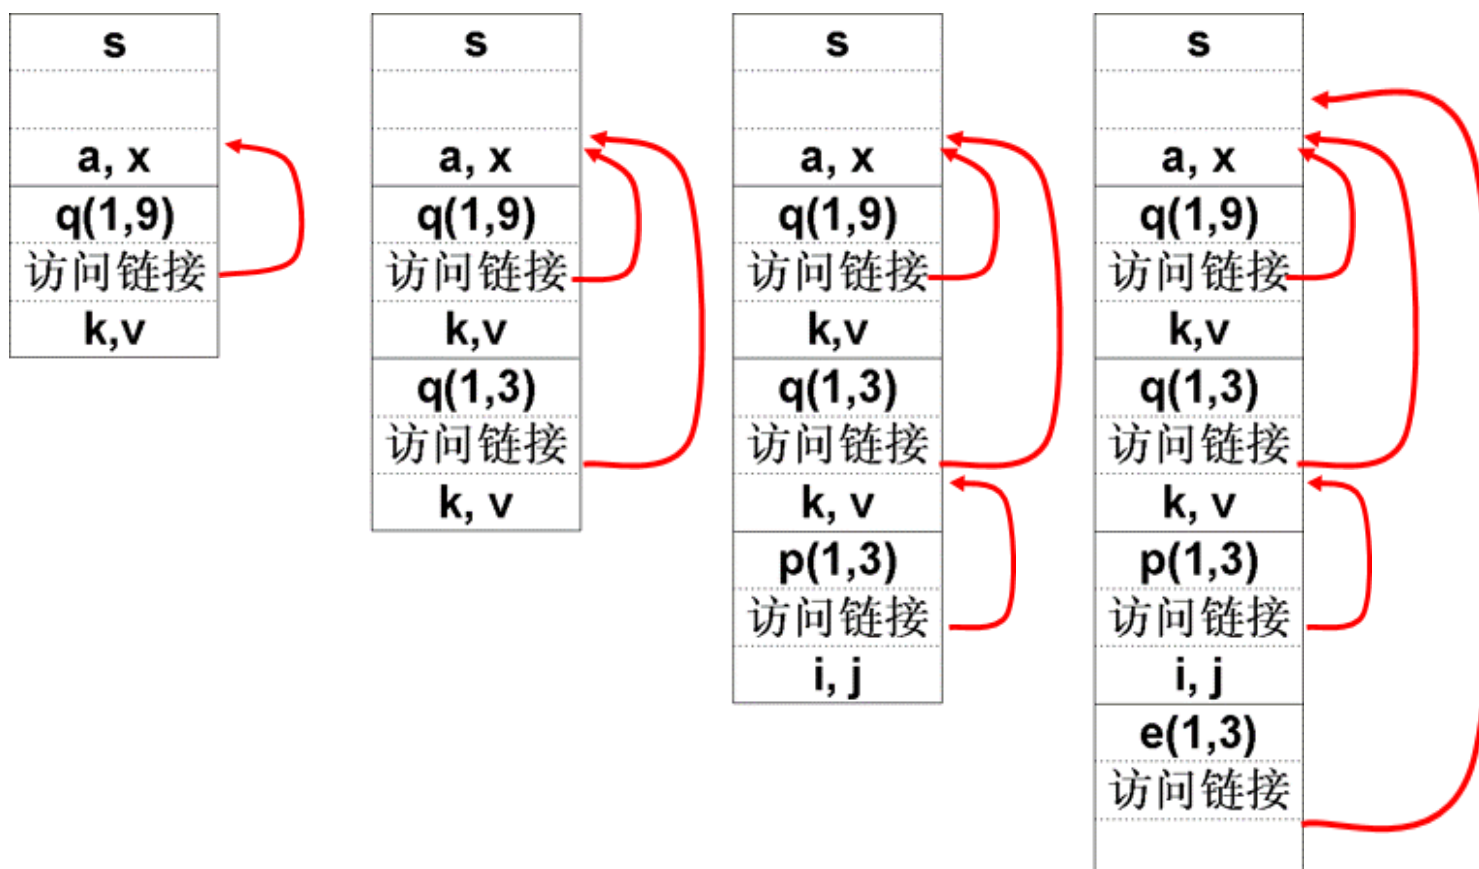 s
a, x
q(1,9)
访问链接
k,v
s
a, x
q(1,9)
访问链接
k,v
q(1,3)
访问链接
k, v
s
a, x
q(1,9)
访问链接
k,v
q(1,3)
访问链接
k, v
p(1,3)
访问链接
i, j
s
a, x
q(1,9)
访问链接
k,v
q(1,3)
访问链接
k, v
p(1,3)
访问链接
i, j
e(1,3)
访问链接